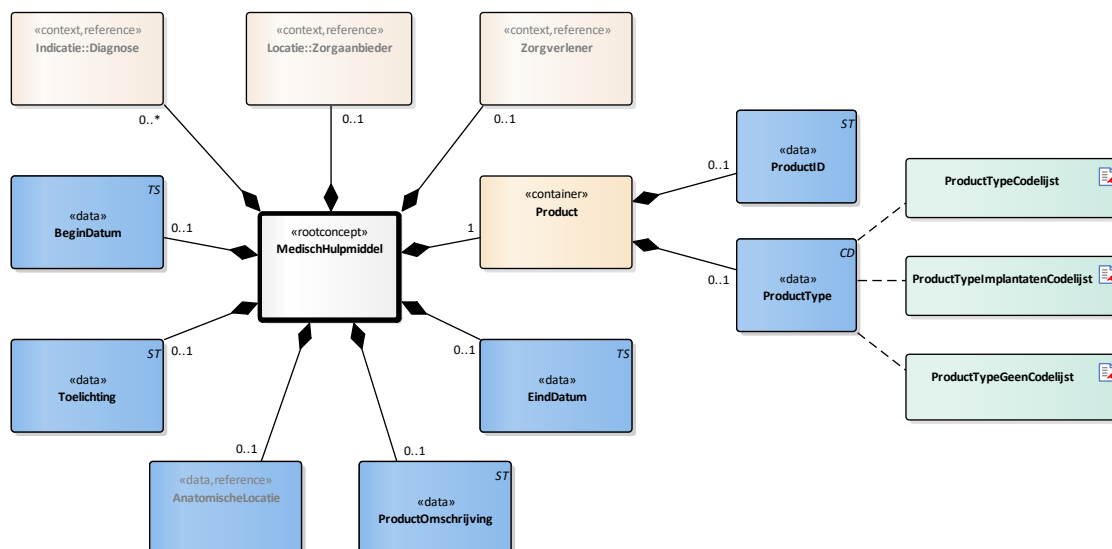 «context,reference»
Indicatie::Diagnose
«context,reference»
Locatie::Zorgaanbieder
«context,reference»
Zorgverlener
0..*
0..1
0..1
ST
«data»
ProductID
0..1
TS
«data»
BeginDatum
0..1
«rootconcept»
MedischHulpmiddel
1
«container»
Product
0..1
CD
«data»
ProductType
ProductTypeCodelijst
ProductTypeImplantatenCodelijst
ProductTypeGeenCodelijst
ST
«data»
Toelichting
0..1
0..1
TS
«data»
EindDatum
0..1
«data,reference»
AnatomischeLocatie
0..1
ST
«data»
ProductOmschrijving